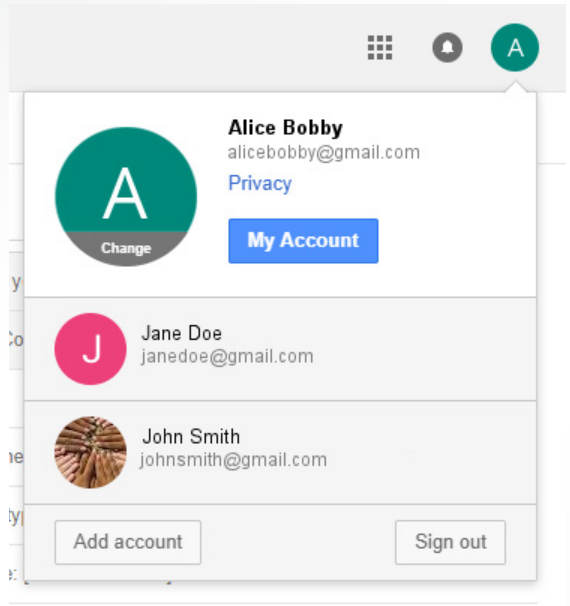 A
Alice Bobby
alicebobby@gmail.com
Privacy
A
Change
My Account
J
Jane Doe
janedoe@gmail.com
John Smith
johnsmith@gmail.com
Add account
Sign out